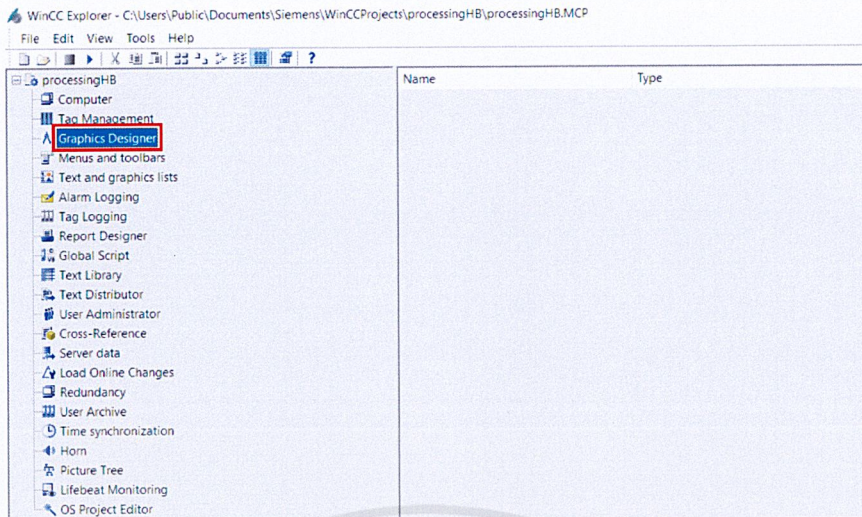 WinCC Explorer - C:\Users\Public\Documents\Siemens\WinCCProjects\processingHB\processingHB.MCP
File Edit View Tools Help
processingHB
Computer
Tag Management
Graphics Designer
Menus and toolbars
Text and graphics lists
Alarm Logging
Tag Logging
Report Designer
Global Script
Text Library
Text Distributor
User Administrator
Cross-Reference
Server data
Load Online Changes
Redundancy
User Archive
Time synchronization
Horn
Picture Tree
Lifebeat Monitoring
OS Project Editor
Name Type